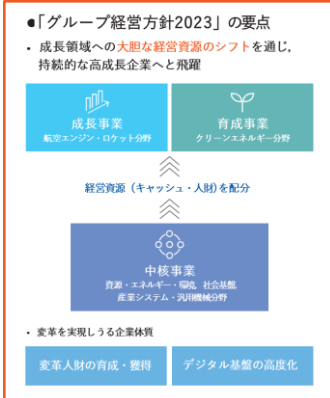 ●「グループ経営方針2023」の要点
・ 成長領域への大胆な経営資源のシフトを通じ，
持続的な高成長企業へと飛躍
成長事業
航空エンジン・ロケット分野
育成事業
クリーンエネルギー分野
経営資源（キャッシュ・人財）を配分
中核事業
資源・エネルギー・環境，社会基盤，
産業システム・汎用機械分野
・ 変革を実現しうる企業体質
変革人財の育成・獲得
デジタル基盤の高度化